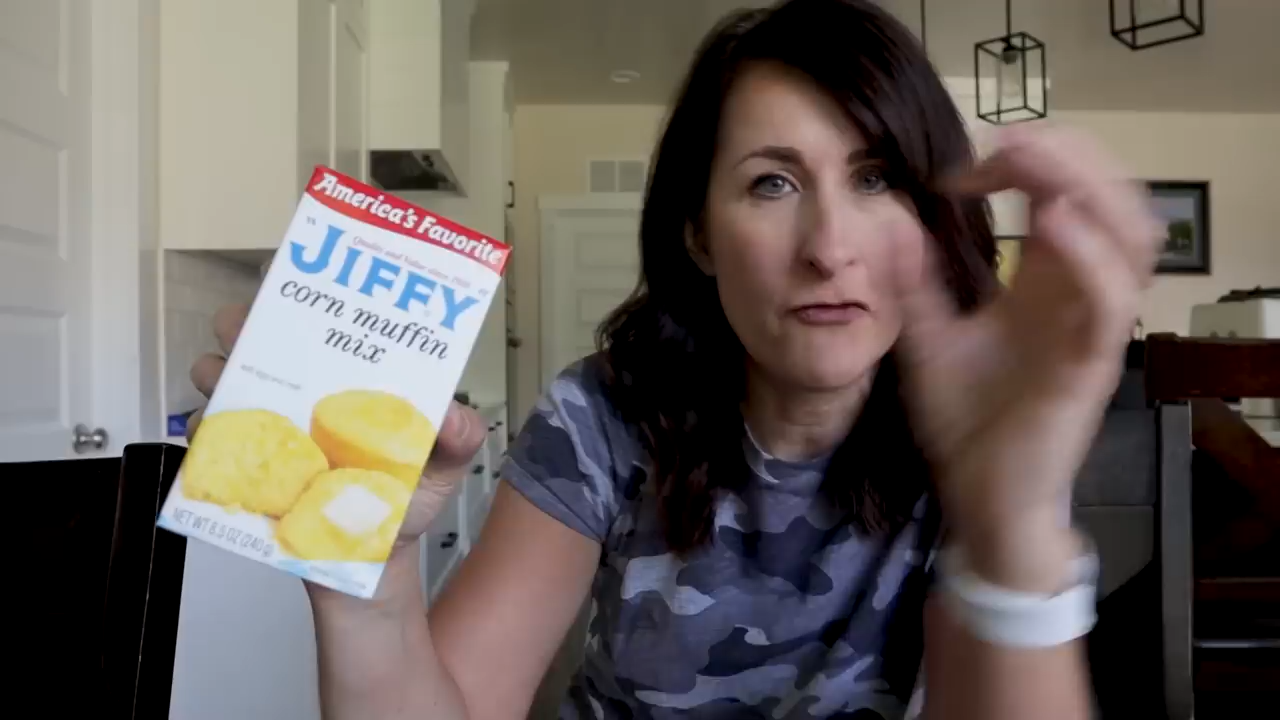 America's Favorite
"JIFFY"
corn muffin
mix
NET WT 8.5 OZ (240g)